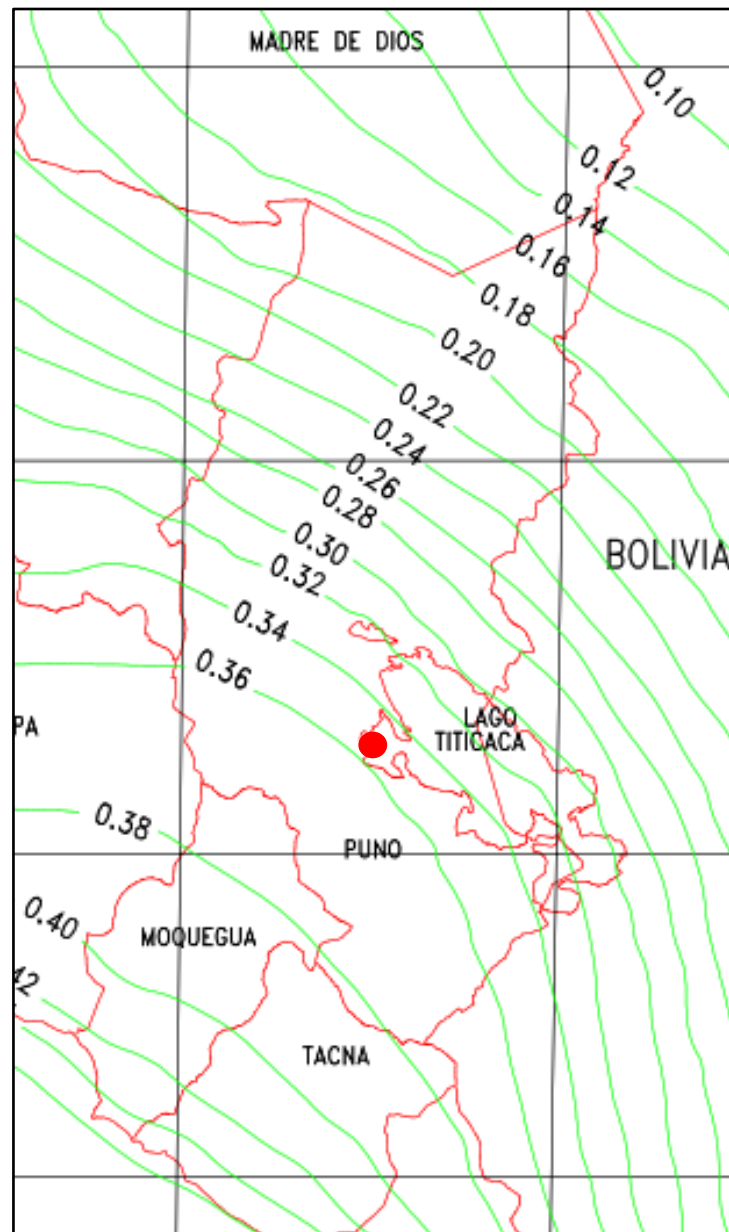 MADRE DE DIOS
0.10
0.12
0.14
0.16
0.18
0.20
0.22
0.24
0.26
0.28
0.30
0.32
0.34
0.36
BOLIVIA
PA
LAGO
TITICACA
0.38
PUNO
0.40
MOQUEGUA
42
TACNA